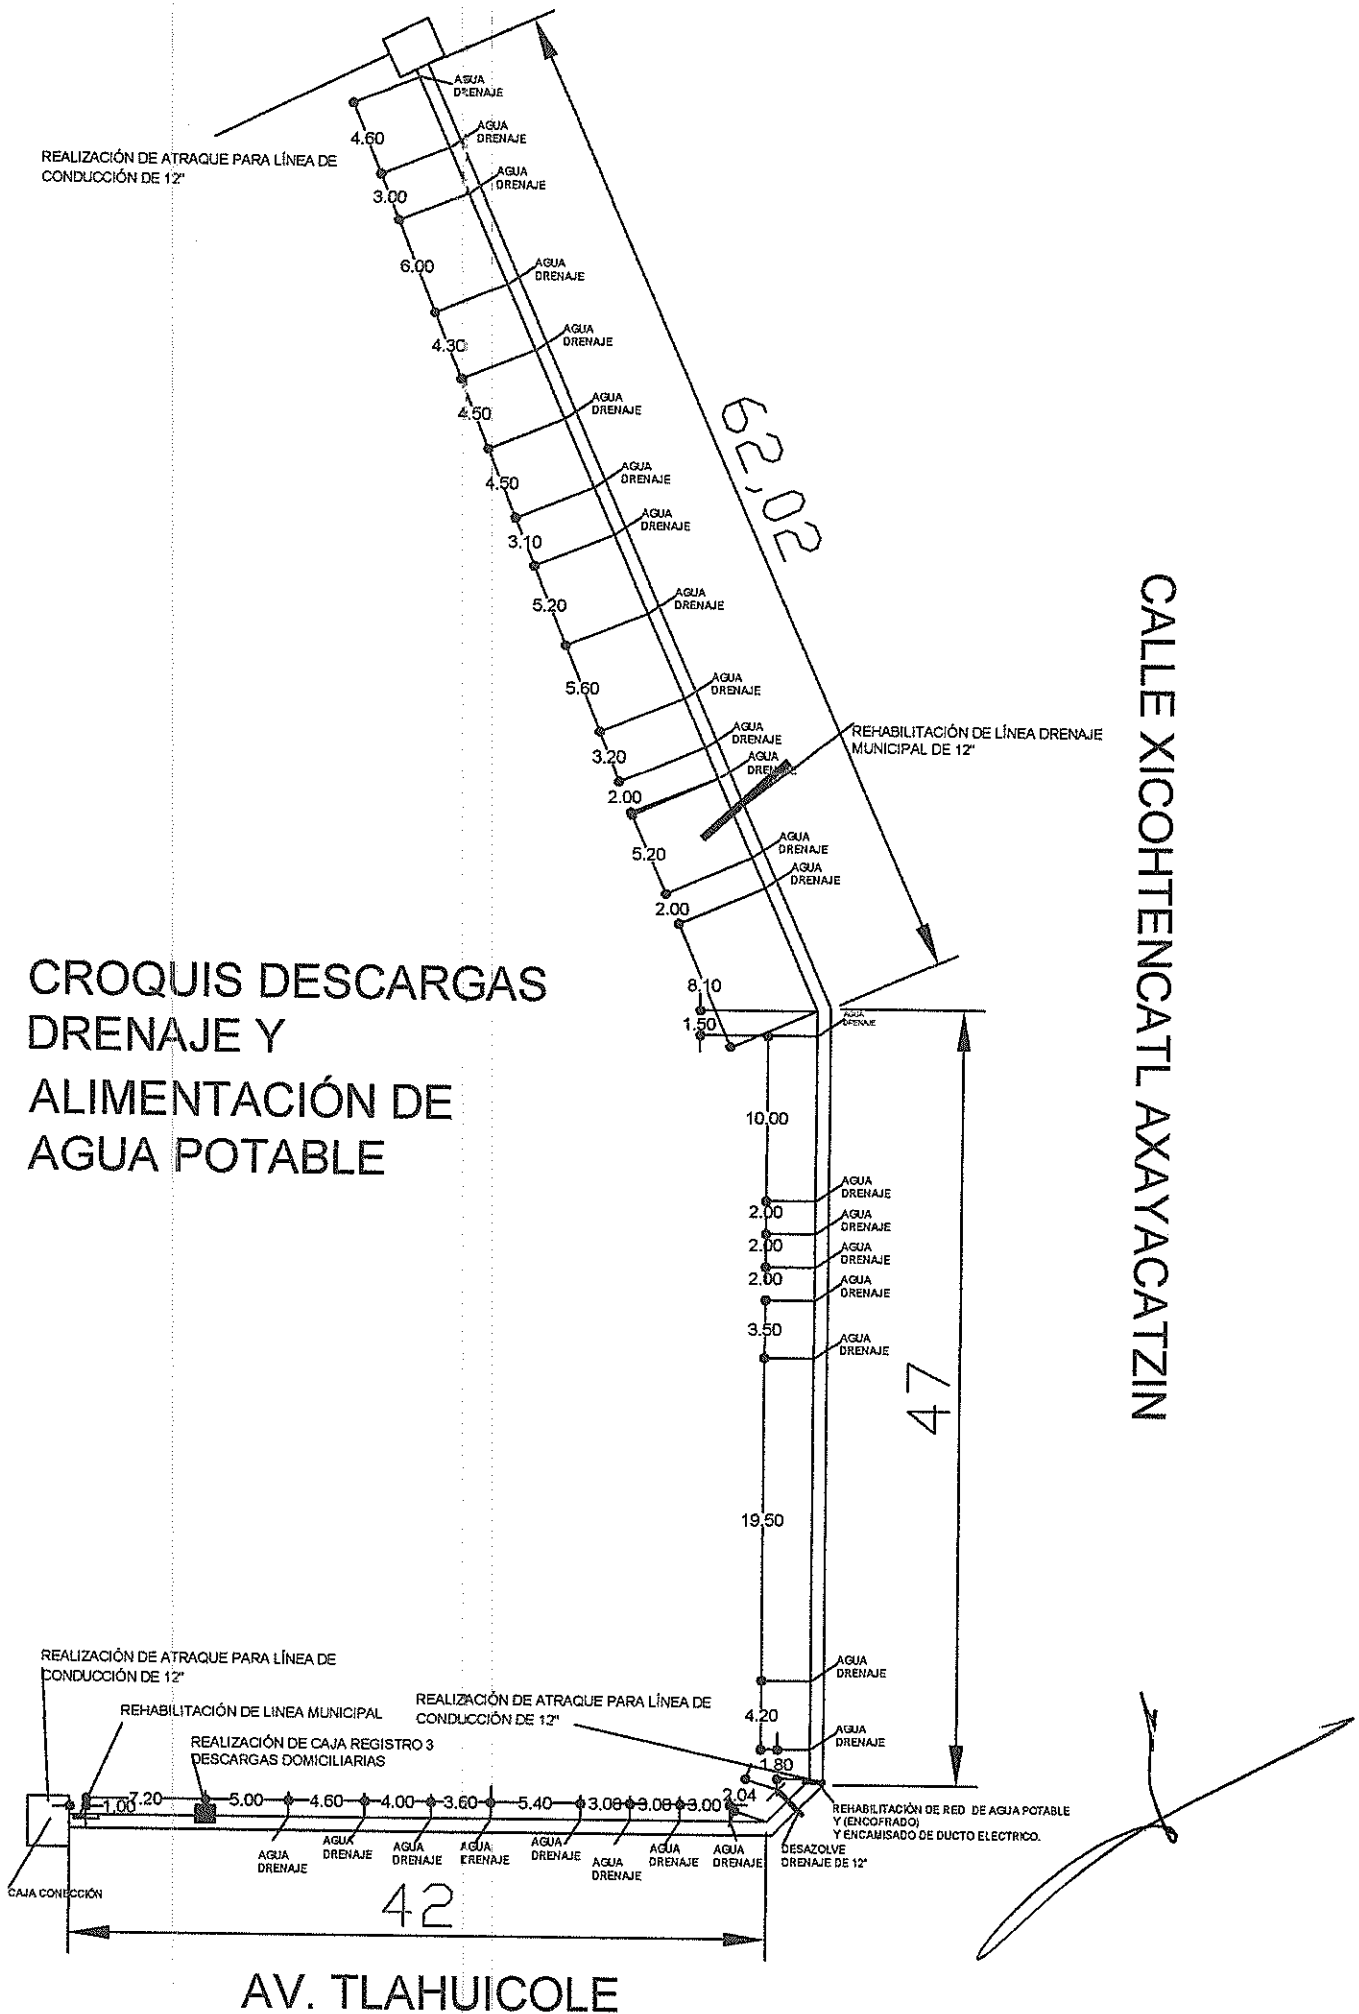 AGUA
DRENAJE
4.60
REALIZACIÓN DE ATRAQUE PARA LÍNEA DE
CONDUCCIÓN DE 12"
AGUA
DRENAJE
3.00
AGUA
DRENAJE
6.00
AGUA
DRENAJE
4.30
AGUA
DRENAJE
4.50
AGUA
DRENAJE
4.50
AGUA
DRENAJE
3.10
AGUA
DRENAJE
5.20
AGUA
DRENAJE
5.60
AGUA
DRENAJE
3.20
AGUA
DRENAJE
2.00
AGUA
DRENAJE
5.20
AGUA
DRENAJE
2.00
AGUA
DRENAJE
8.10
62,02
REHABILITACIÓN DE LÍNEA DRENAJE
MUNICIPAL DE 12"
CALLE XICOHTENCATL AXAYACATZIN
CROQUIS DESCARGAS
DRENAJE Y
ALIMENTACIÓN DE
AGUA POTABLE
1.50
AGUA
DRENAJE
10.00
AGUA
DRENAJE
2.00
AGUA
DRENAJE
2.00
AGUA
DRENAJE
2.00
AGUA
DRENAJE
3.50
AGUA
DRENAJE
47
19.50
AGUA
DRENAJE
4.20
AGUA
DRENAJE
1.80
2.04
REALIZACIÓN DE ATRAQUE PARA LÍNEA DE
CONDUCCIÓN DE 12"
REHABILITACIÓN DE LINEA MUNICIPAL
REALIZACIÓN DE CAJA REGISTRO 3
DESCARGAS DOMICILIARIAS
REALIZACIÓN DE ATRAQUE PARA LÍNEA DE
CONDUCCIÓN DE 12"
1.00 7.20 5.00 4.60 4.00 3.60 5.40 3.00 3.00 3.00
REHABILITACIÓN DE RED DE AGUA POTABLE
Y (ENCOFRADO)
Y ENCAMISADO DE DUCTO ELECTRICO.
AGUA
DRENAJE
AGUA
DRENAJE
AGUA
DRENAJE
AGUA
DRENAJE
AGUA
DRENAJE
AGUA
DRENAJE
AGUA
DRENAJE
AGUA
DRENAJE
DESAZOLVE
DRENAJE DE 12"
CAJA CONECCIÓN
42
AV. TLAHUICOLE